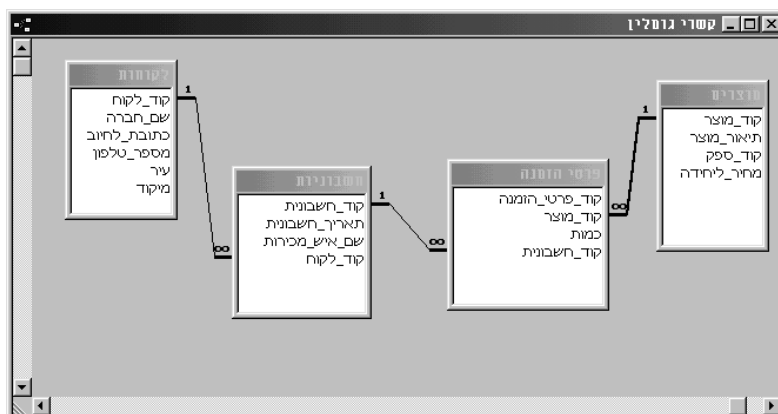 קשרי גומלין
מוצרים
קוד_מוצר
תיאור_מוצר
קוד_ספק
מחיר_ליחידה
פרטי הזמנה
קוד_פרטי_הזמנה
קוד_מוצר
כמות
קוד_חשבונית
חשבוניות
קוד_חשבונית
תאריך_חשבונית
שם_איש_מכירות
קוד_לקוח
לקוחות
קוד_לקוח
שם_חברה
כתובת_לחיוב
מספר_טלפון
עיר
מיקוד
1
∞
1
∞
1
∞